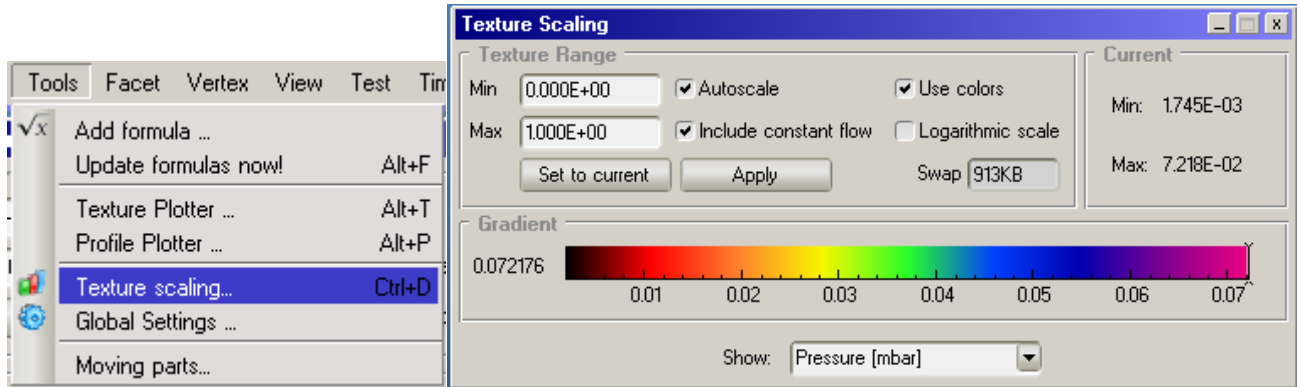 Tools Facet Vertex View Test Tim
√x Add formula ...
Update formulas now! Alt+F
Texture Plotter ... Alt+T
Profile Plotter ... Alt+P
Texture scaling... Ctrl+D
Global Settings ...
Moving parts...
Texture Scaling
Texture Range
Min 0.000E+00 Autoscale Use colors
Max 1.000E+00 Include constant flow Logarithmic scale
Set to current Apply Swap 913KB
Current
Min: 1.745E-03
Max: 7.218E-02
Gradient
0.072176
0.01 0.02 0.03 0.04 0.05 0.06 0.07
Show: Pressure [mbar]